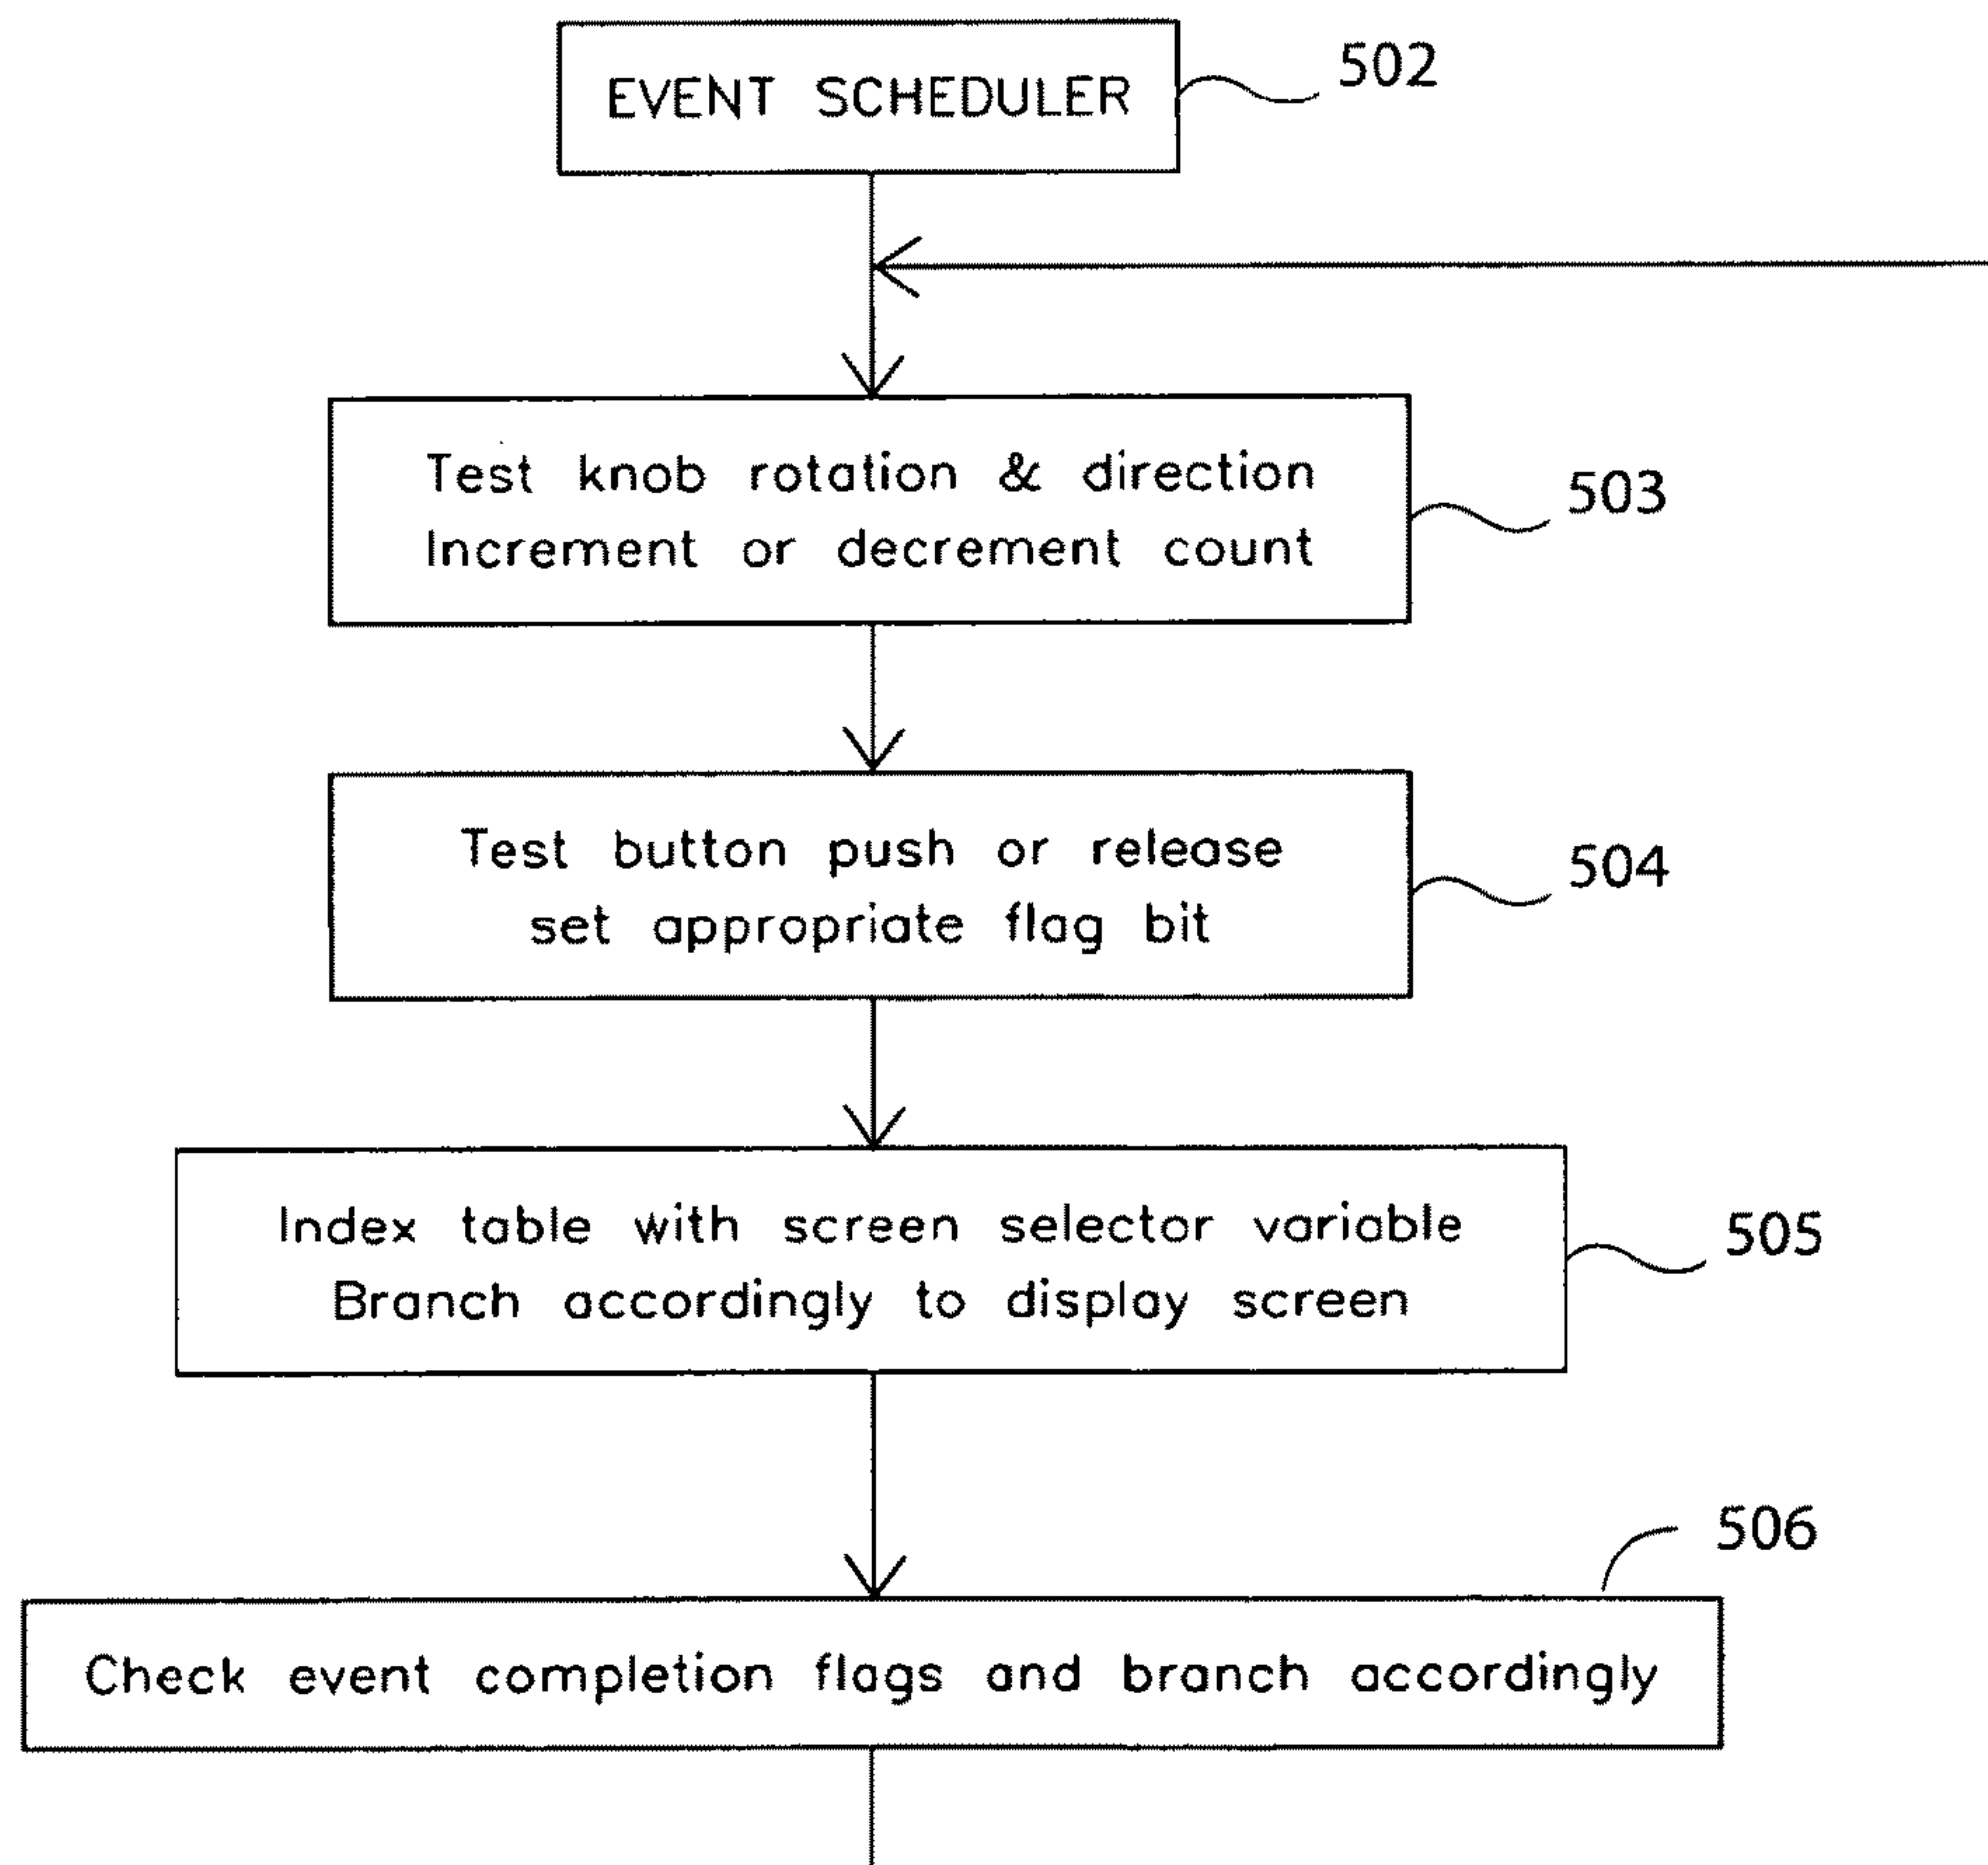 EVENT SCHEDULER
502
Test knob rotation & direction
Increment or decrement count
503
Test button push or release
set appropriate flag bit
504
Index table with screen selector variable
Branch accordingly to display screen
505
506
Check event completion flags and branch accordingly